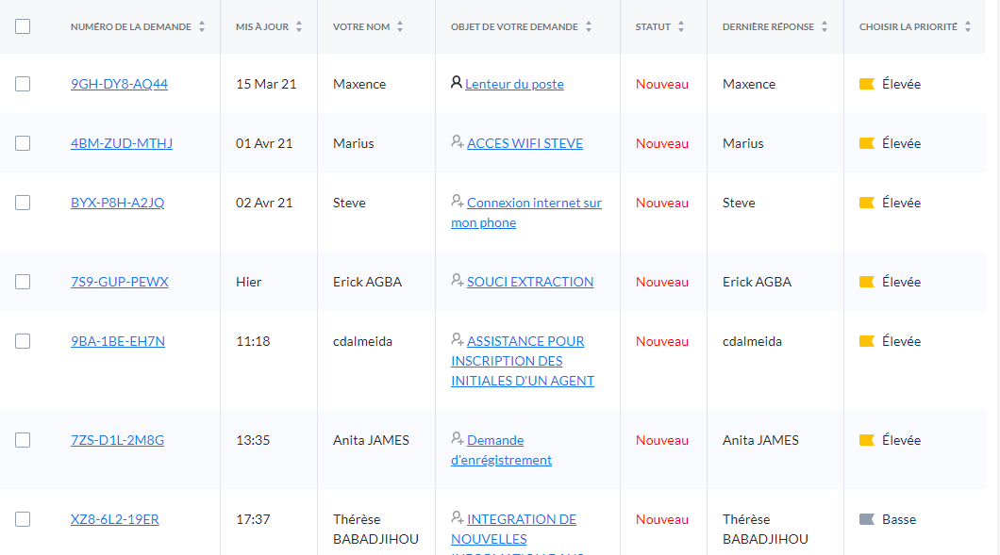 NUMÉRO DE LA DEMANDE MIS À JOUR VOTRE NOM OBJET DE VOTRE DEMANDE STATUT DERNIÈRE RÉPONSE CHOISIR LA PRIORITÉ
9GH-DY8-AQ44 15 Mar 21 Maxence Lenteur du poste Nouveau Maxence Élevée
4BM-ZUD-MTHJ 01 Avr 21 Marius ACCES WIFI STEVE Nouveau Marius Élevée
BYX-P8H-A2JQ 02 Avr 21 Steve Connexion internet sur Nouveau Steve Élevée
mon phone
7S9-GUP-PEWX Hier Erick AGBA SOUCI EXTRACTION Nouveau Erick AGBA Élevée
9BA-1BE-EH7N 11:18 cdalmeida ASSISTANCE POUR Nouveau cdalmeida Élevée
INSCRIPTION DES
INITIALES D'UN AGENT
7ZS-D1L-2M8G 13:35 Anita JAMES Demande Nouveau Anita JAMES Élevée
d'enrégistrement
XZ8-6L2-19ER 17:37 Thérèse INTEGRATION DE Nouveau Thérèse Basse
BABADJIHOU NOUVELLES BABADJIHOU